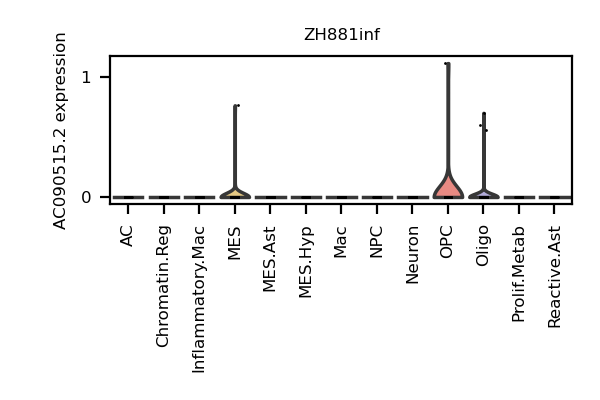 ZH881inf
AC090515.2 expression
1
0
AC
Chromatin.Reg
Inflammatory.Mac
MES
MES.Ast
MES.Hyp
Mac
NPC
Neuron
OPC
Oligo
Prolif.Metab
Reactive.Ast